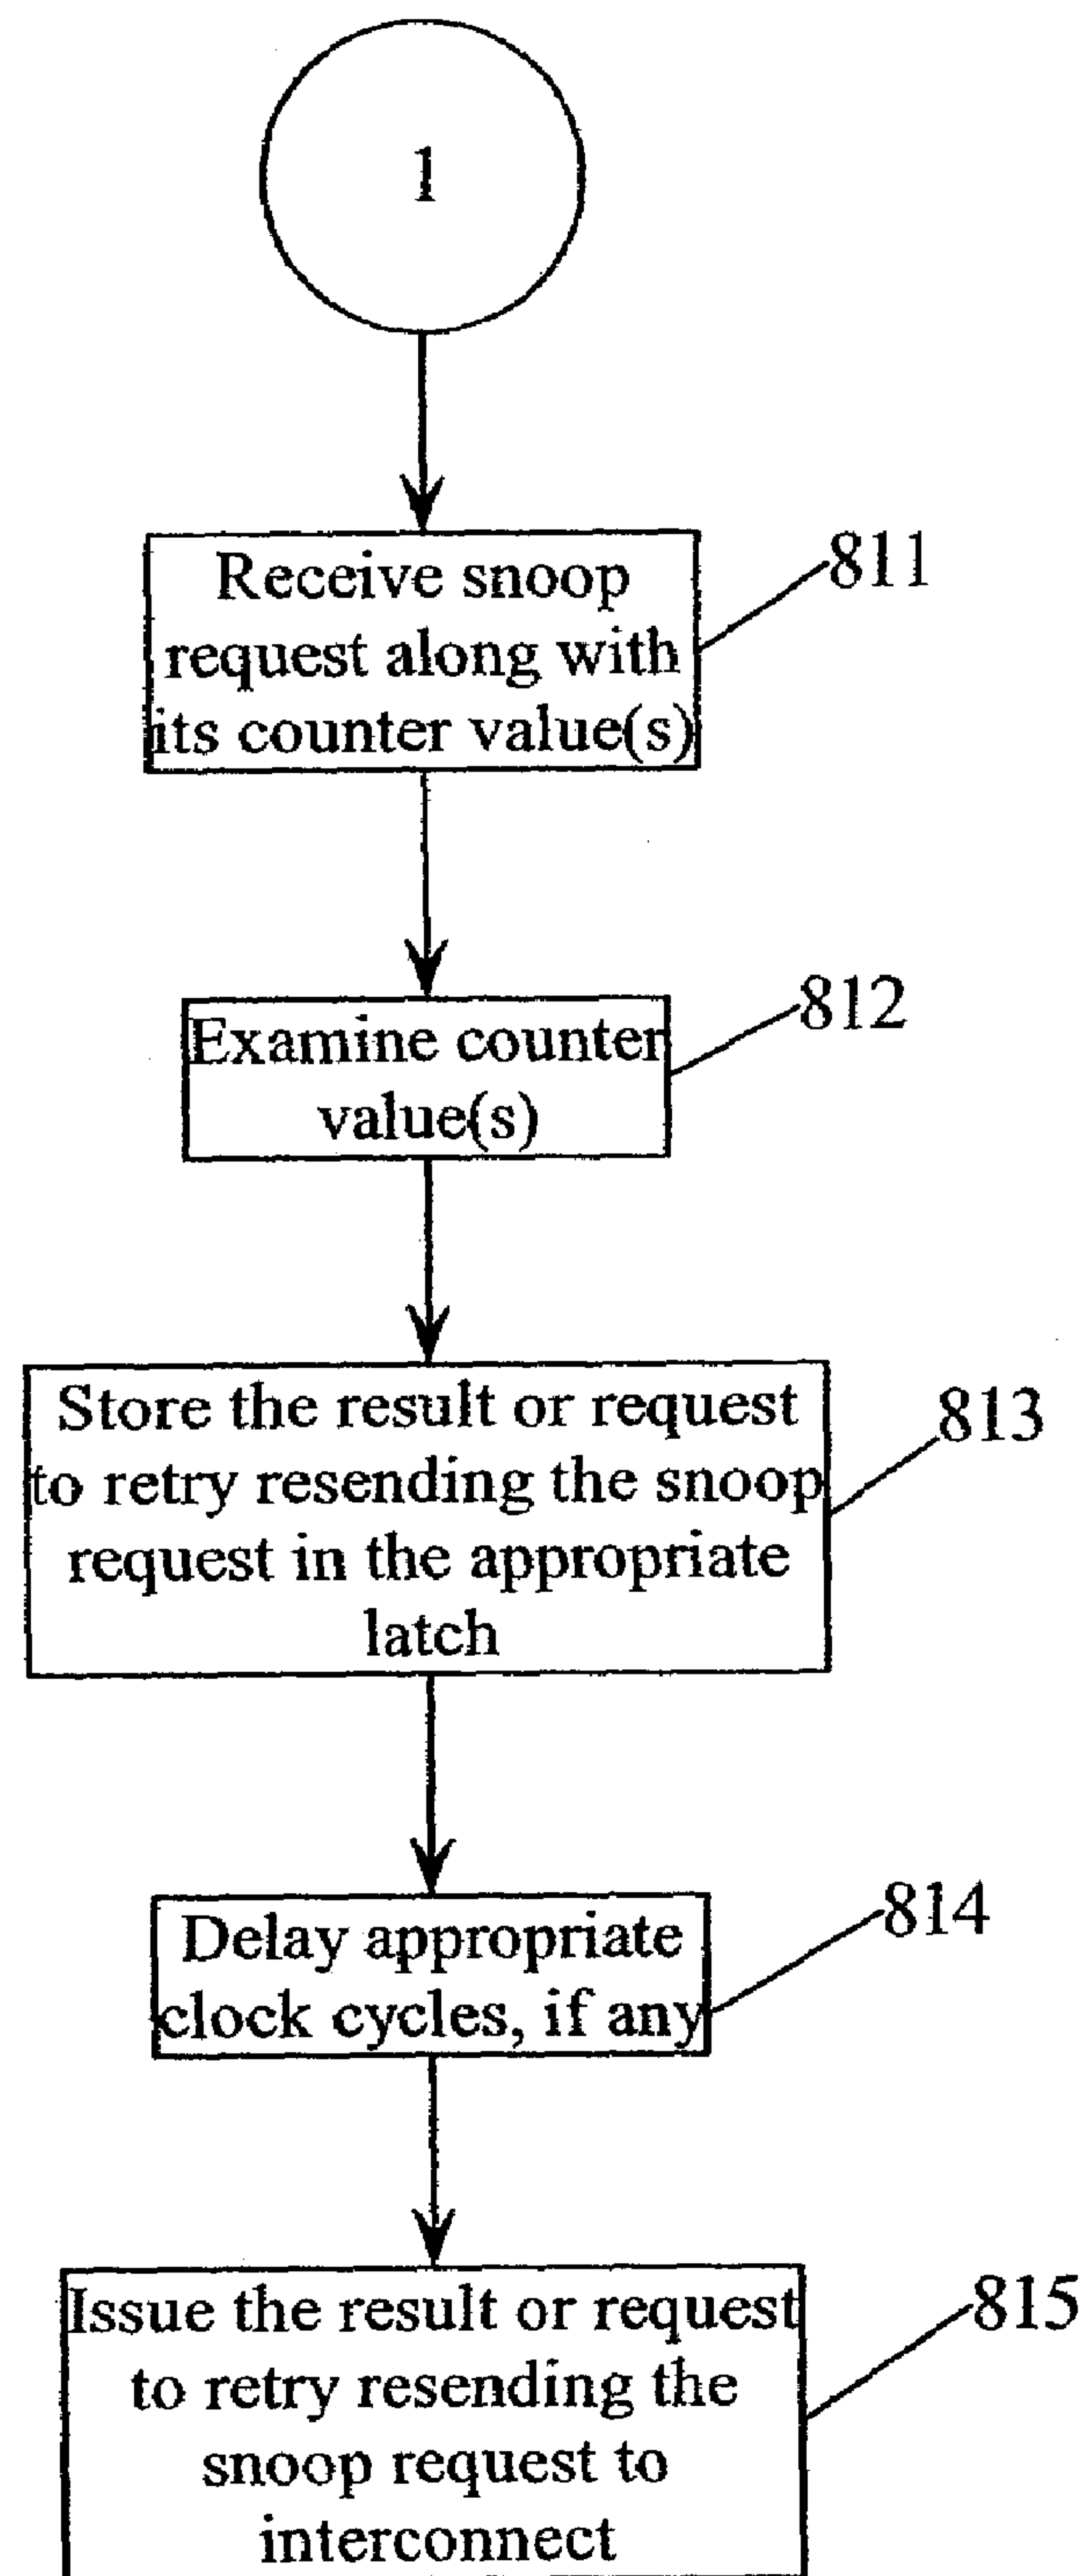 1
Receive snoop
request along with
its counter value(s)
811
Examine counter
value(s)
812
Store the result or request
to retry resending the snoop
request in the appropriate
latch
813
Delay appropriate
clock cycles, if any
814
Issue the result or request
to retry resending the
snoop request to
interconnect
815